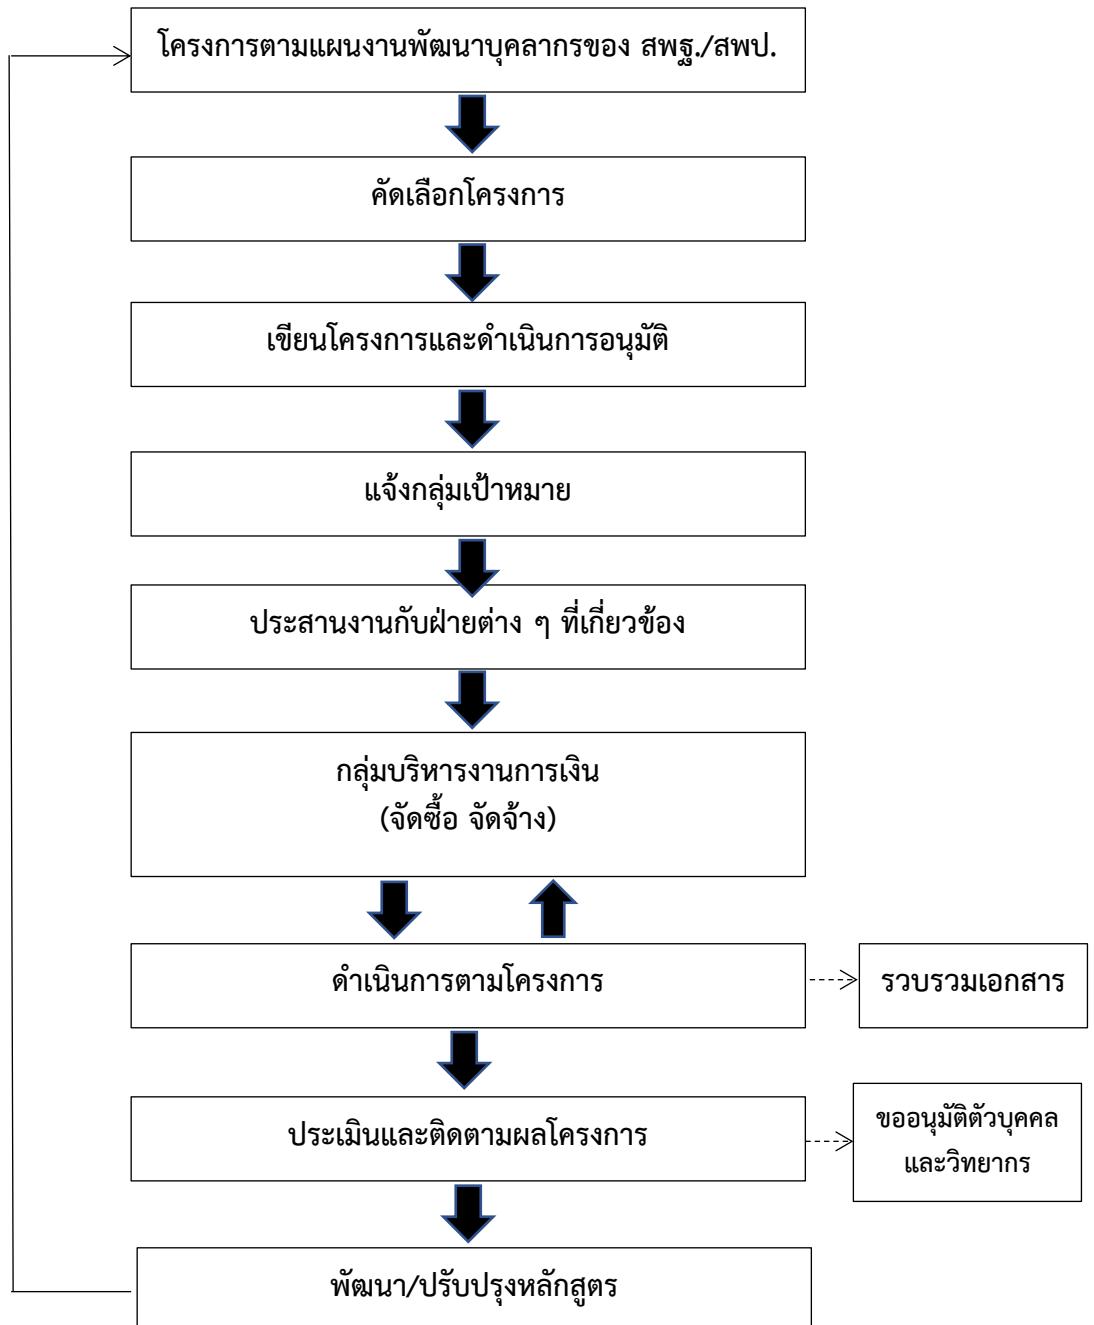 โครงการตามแผนงานพัฒนาบุคลากรของ สพฐ./สพป.
คัดเลือกโครงการ
เขียนโครงการและดำเนินการอนุมัติ
แจ้งกลุ่มเป้าหมาย
ประสานงานกับฝ่ายต่าง ๆ ที่เกี่ยวข้อง
กลุ่มบริหารงานการเงิน
(จัดซื้อ จัดจ้าง)
ดำเนินการตามโครงการ
รวบรวมเอกสาร
ประเมินและติดตามผลโครงการ
ขออนุมัติตัวบุคคล
และวิทยากร
พัฒนา/ปรับปรุงหลักสูตร